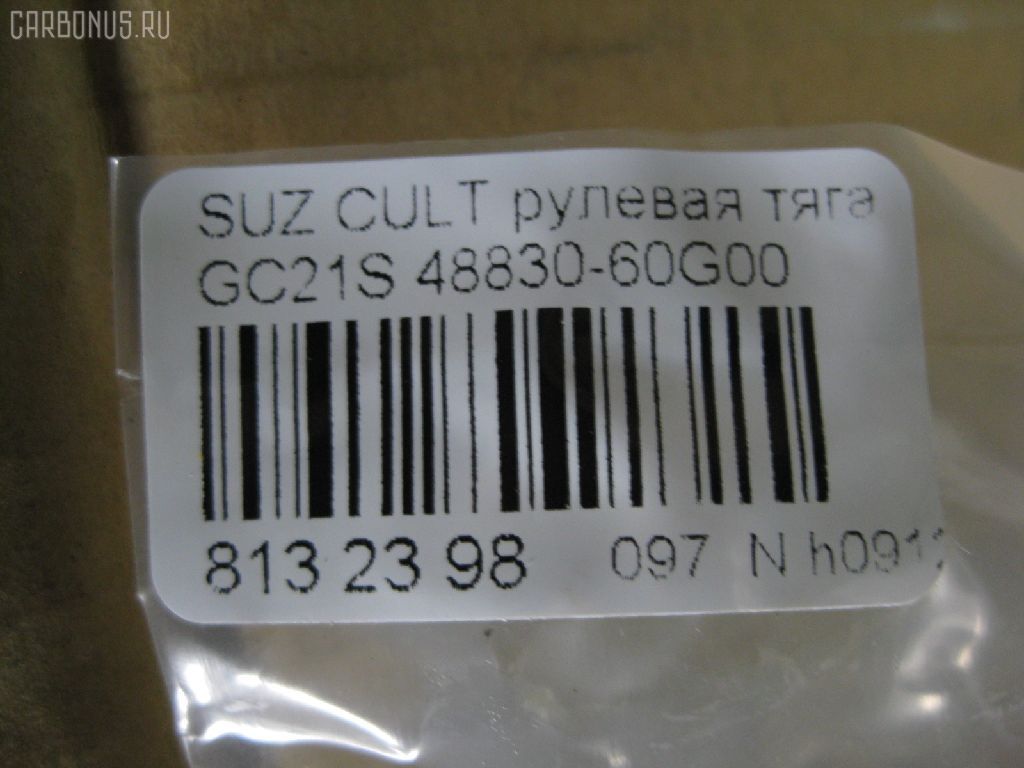 CARBONUS.RU
SUZ CULT рулевая тяга
GC21S 48830-60G00
813 23 98 097 N